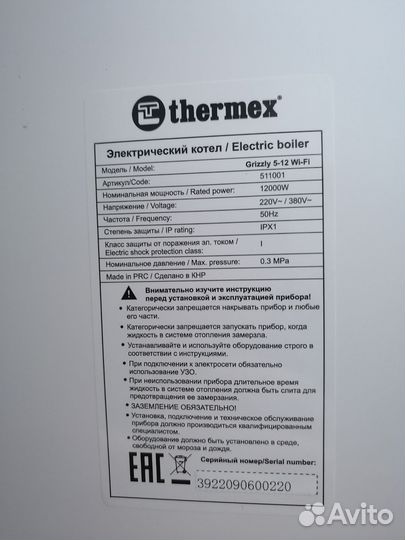 thermex®
Электрический котел / Electric boiler
Модель / Model: Grizzly 5-12 Wi-Fi
Артикул/Code: 511001
Номинальная мощность / Rated power: 12000W
Напряжение / Voltage: 220V~ / 380V~
Частота / Frequency: 50Hz
Степень защиты / IP rating: IPX1
Класс защиты от поражения эл. током /
Electric shock protection class: I
Номинальное давление / Max. pressure: 0.3 MPa
Made in PRC / Сделано в КНР
Внимательно изучите инструкцию
перед установкой и эксплуатацией прибора!
• Категорически запрещается накрывать прибор и любые
его части.
• Категорически запрещается запускать прибор, когда
жидкость в системе отопления замерзла.
• Устанавливайте и используйте оборудование строго в
соответствии с инструкциями.
• При подключении к электросети обязательно
использование УЗО.
• При неиспользовании прибора длительное время
жидкость в системе отопления должна быть слита для
предотвращения ее замерзания.
• ЗАЗЕМЛЕНИЕ ОБЯЗАТЕЛЬНО!
• Установка, подключение и техническое обслуживание
прибора должно производиться квалифицированным
специалистом.
• Оборудование должно быть установлено в среде,
свободной от мороза и дождя.
EAC
Серийный номер/Serial number:
3922090600220
Avito